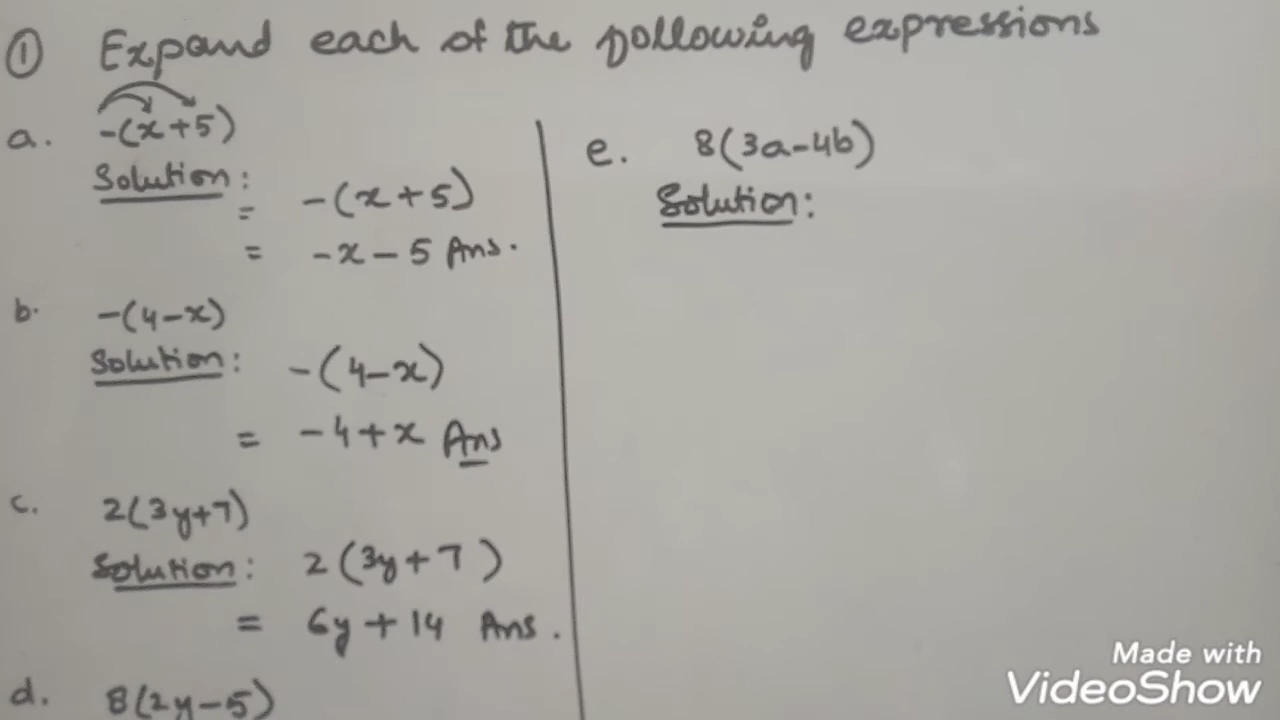 ① Expand each of the following expressions
a. -(x+5)
Solution:
= -(x+5)
= -x-5 Ans.
b. -(4-x)
Solution: -(4-x)
= -4+x Ans
c. 2(3y+7)
Solution: 2(3y+7)
= 6y+14 Ans.
d. 8(2y-5)
e. 8(3a-4b)
Solution:
Made with
VideoShow